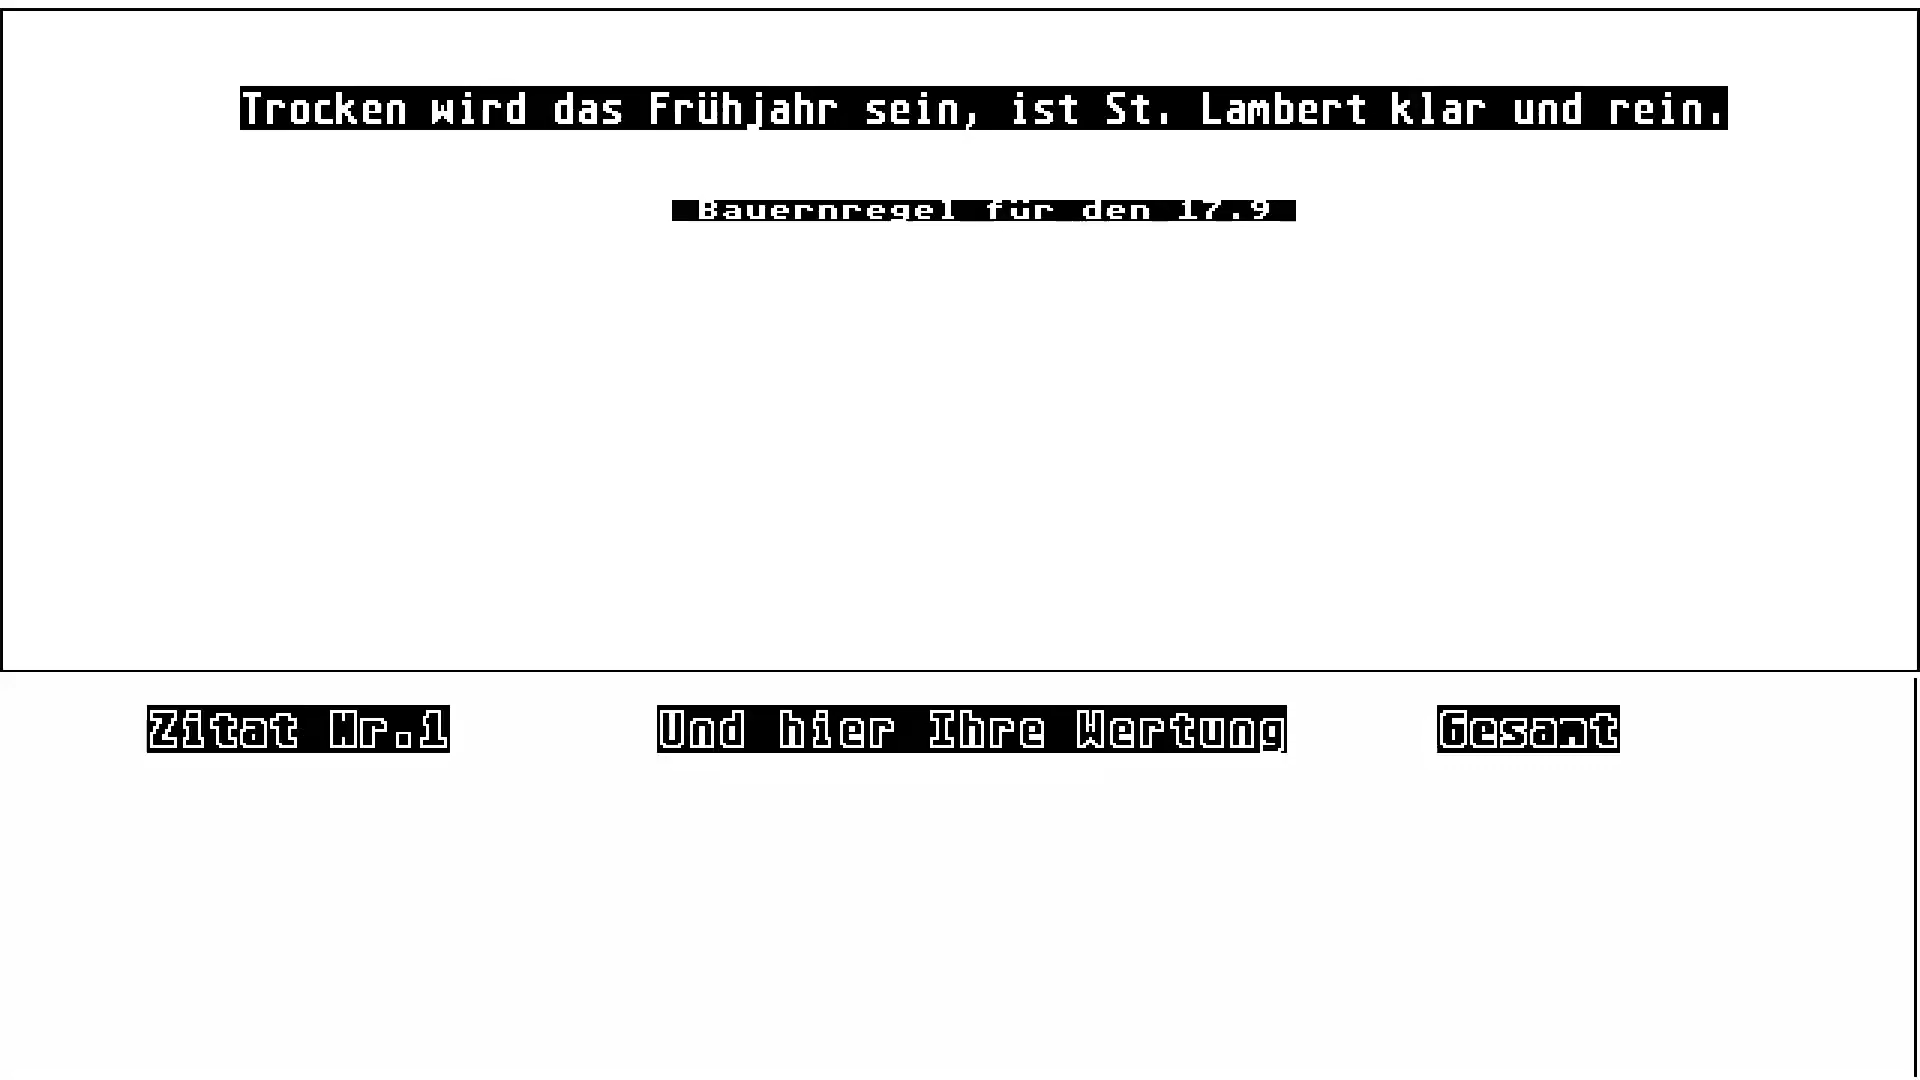 Trocken wird das Frühjahr sein, ist St. Lambert klar und rein.
Bauernregel für den 17.9
Zitat Nr.1
Und hier Ihre Wertung
Gesamt